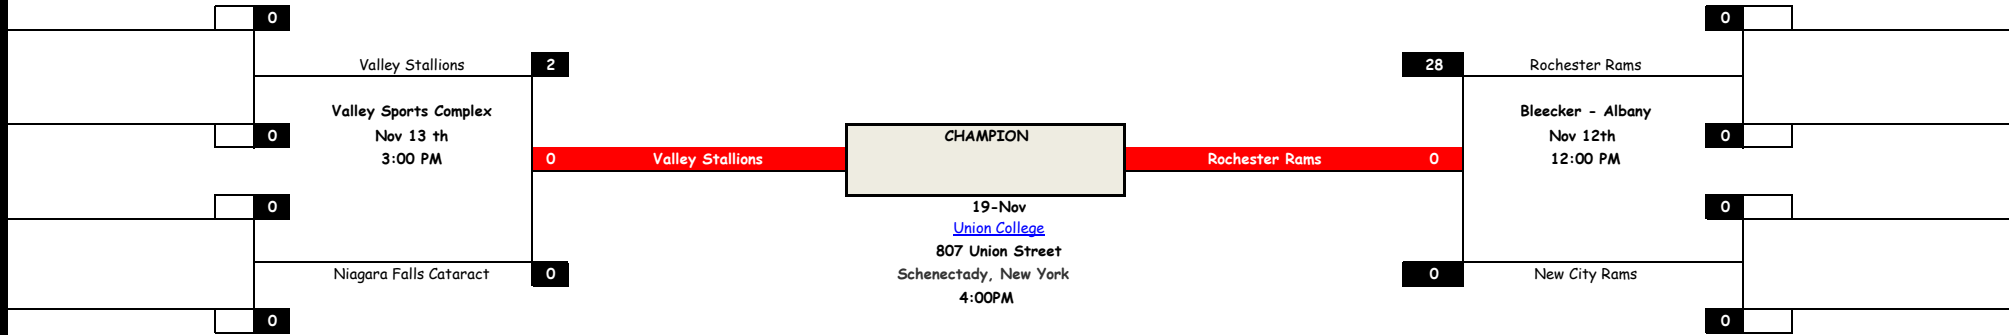 0
0
Valley Stallions 2
28 Rochester Rams
Valley Sports Complex
Bleecker - Albany
0
Nov 13 th
CHAMPION
Nov 12th
0
3:00 PM
0 Valley Stallions
Rochester Rams 0
12:00 PM
0
19-Nov
0
Union College
807 Union Street
Niagara Falls Cataract 0
Schenectady, New York
0 New City Rams
4:00PM
0
0